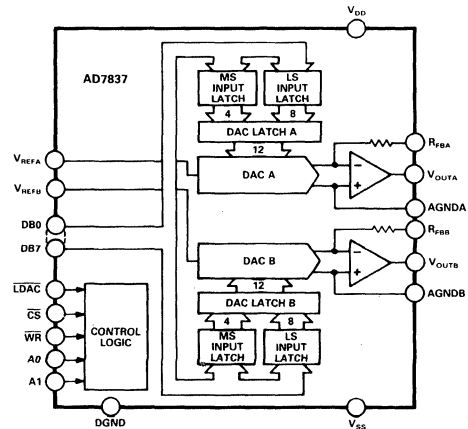 VDD
AD7837
MS
INPUT
LATCH
LS
INPUT
LATCH
4
8
DAC LATCH A
12
DAC A
VREFA
VREFB
DB0
DB7
LDAC
CS
WR
A0
A1
CONTROL
LOGIC
RFBA
−
+
VOUTA
AGNDA
RFBB
−
+
VOUTB
AGNDB
DAC B
12
DAC LATCH B
4
8
MS
INPUT
LATCH
LS
INPUT
LATCH
DGND
VSS